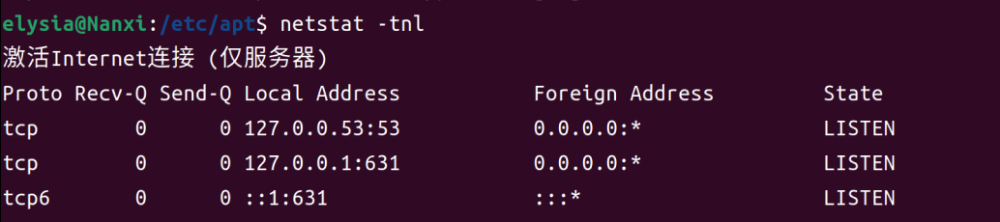 elysia@Nanxi:/etc/apt$ netstat -tnl
激活Internet连接 (仅服务器)
Proto Recv-Q Send-Q Local Address           Foreign Address         State
tcp        0      0 127.0.0.53:53           0.0.0.0:*               LISTEN
tcp        0      0 127.0.0.1:631           0.0.0.0:*               LISTEN
tcp6       0      0 ::1:631                 :::*                    LISTEN